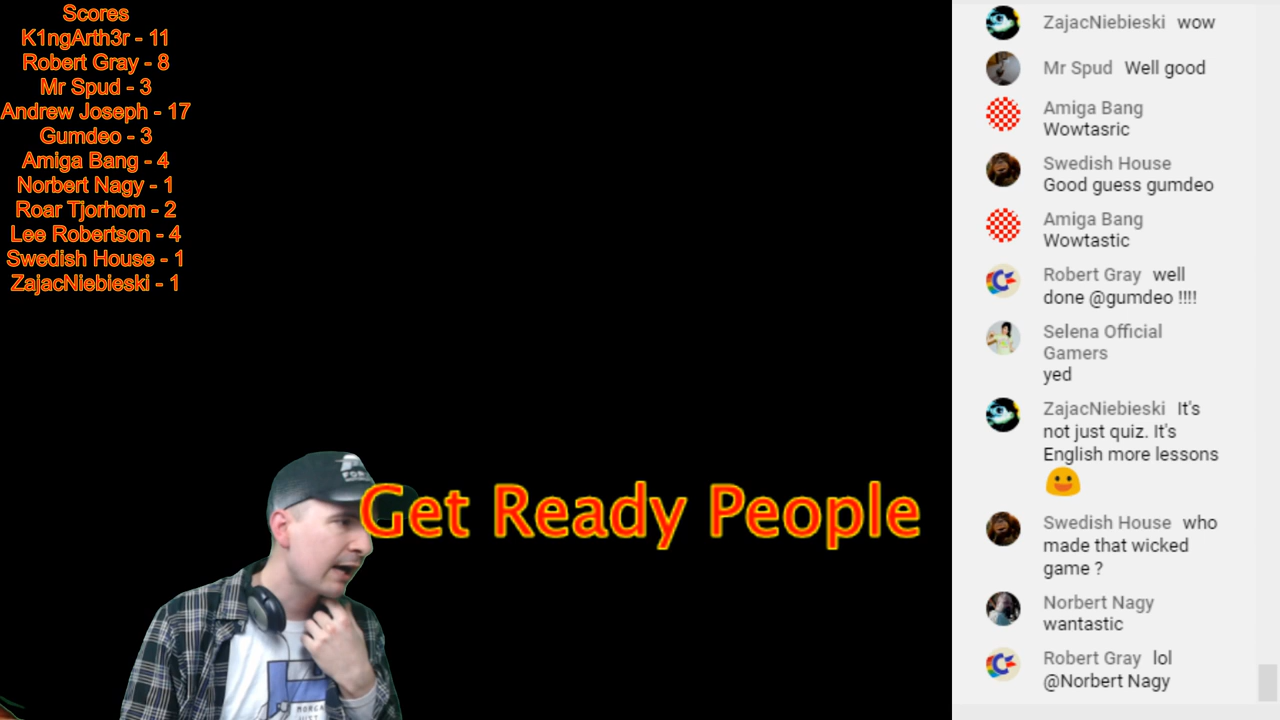 Scores
K1ngArth3r - 11
Robert Gray - 8
Mr Spud - 3
Andrew Joseph - 17
Gumdeo - 3
Amiga Bang - 4
Norbert Nagy - 1
Roar Tjorhom - 2
Lee Robertson - 4
Swedish House - 1
ZajacNiebieski - 1
Get Ready People
ZajacNiebieski wow
Mr Spud Well good
Amiga Bang
Wowtasric
Swedish House
Good guess gumdeo
Amiga Bang
Wowtastic
Robert Gray well
done @gumdeo !!!!
Selena Official
Gamers
yed
ZajacNiebieski It's
not just quiz. It's
English more lessons
Swedish House who
made that wicked
game ?
Norbert Nagy
wantastic
Robert Gray lol
@Norbert Nagy